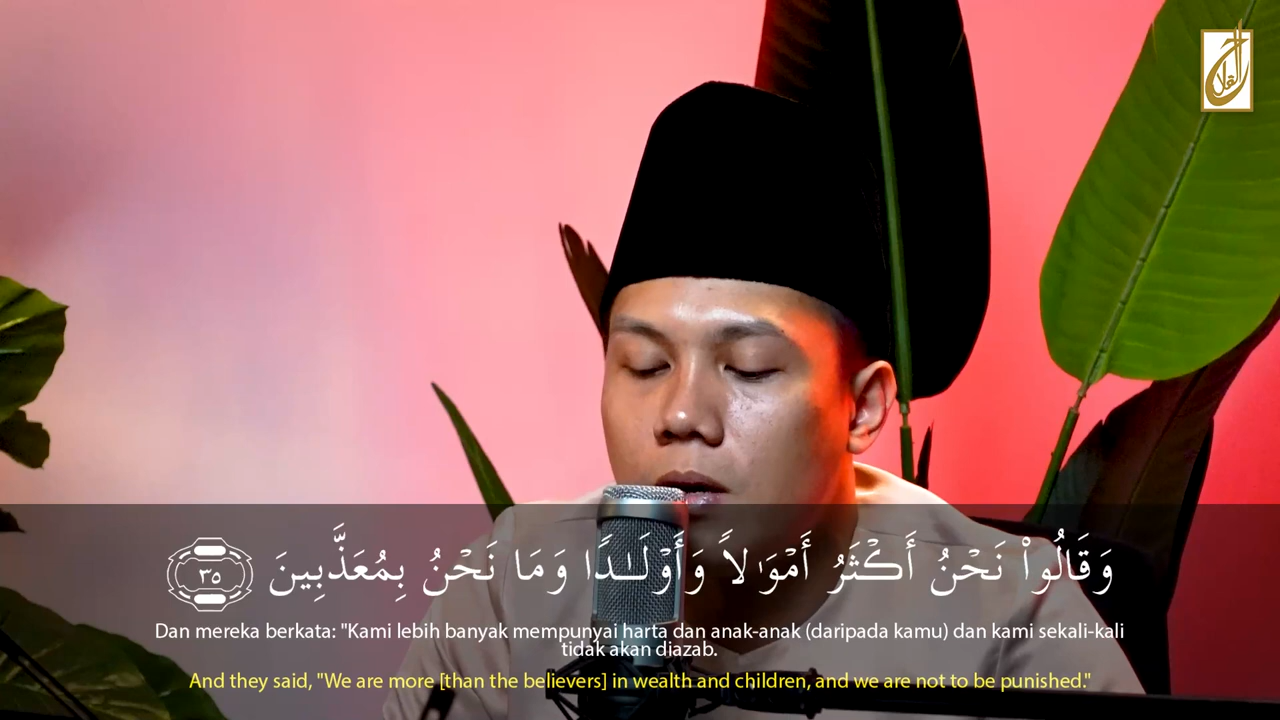 وَقَالُوا۟ نَحْنُ أَكْثَرُ أَمْوَٰلًا وَأَوْلَـٰدًا وَمَا نَحْنُ بِمُعَذَّبِينَ ٣٥
Dan mereka berkata: "Kami lebih banyak mempunyai harta dan anak-anak (daripada kamu) dan kami sekali-kali
tidak akan diazab.
And they said, "We are more [than the believers] in wealth and children, and we are not to be punished."